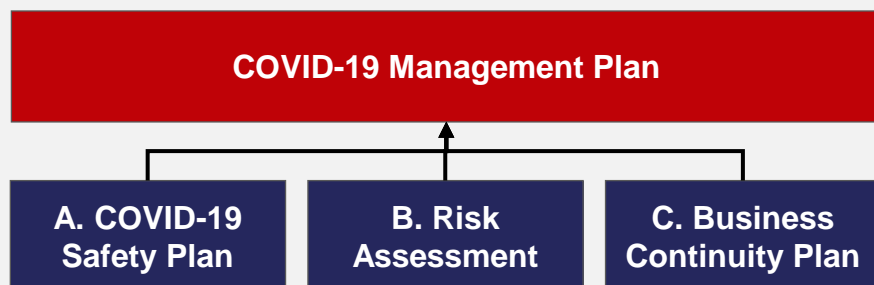 COVID-19 Management Plan
A. COVID-19
Safety Plan
B. Risk
Assessment
C. Business
Continuity Plan